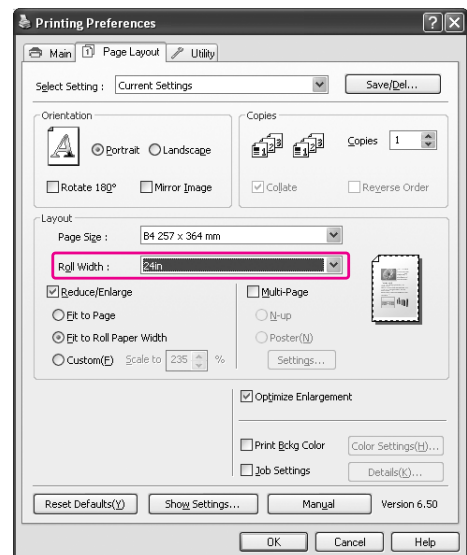 Printing Preferences
Main Page Layout Utility
Select Setting : Current Settings Save/Del...
Orientation
Portrait Landscape
Rotate 180° Mirror Image
Copies
Copies 1
Collate Reverse Order
Layout
Page Size : B4 257 x 364 mm
Roll Width : 24in
Reduce/Enlarge
Fit to Page
Fit to Roll Paper Width
Custom(F) Scale to 235 %
Multi-Page
N-up
Poster(N)
Settings...
Optimize Enlargement
Print Bckg Color Color Settings(H)...
Job Settings Details(K)...
Reset Defaults(Y) Show Settings... Manual Version 6.50
OK Cancel Help